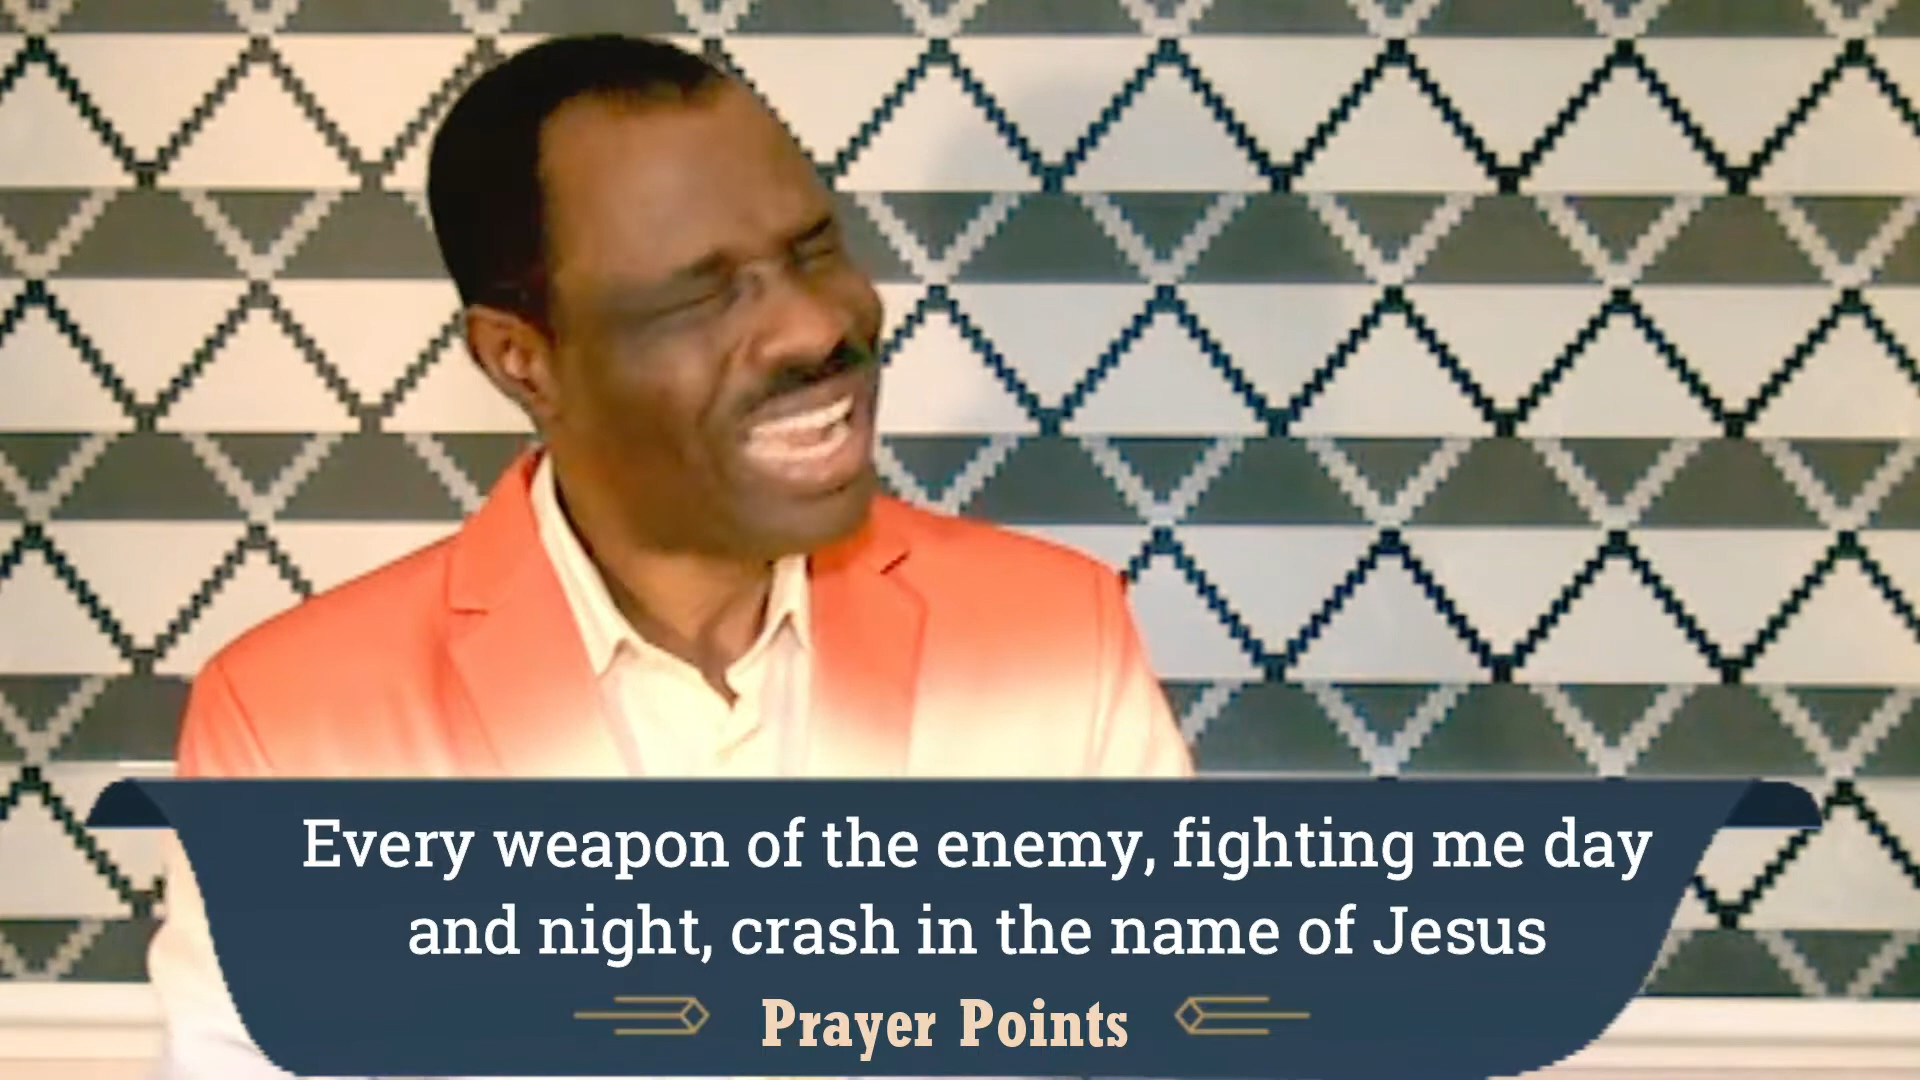 Every weapon of the enemy, fighting me day
and night, crash in the name of Jesus
Prayer Points